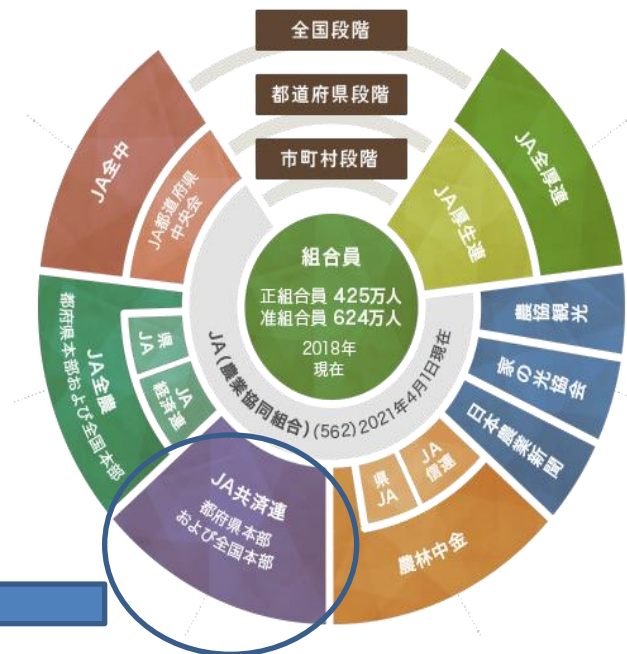 全国段階
都道府県段階
市町村段階
組合員
正組合員 425万人
准組合員 624万人
2018年
現在
JA(農業協同組合)(562)2021年4月1日現在
JA全中
JA都道府県
中央会
JA全厚連
JA厚生連
農協観光
家の光協会
日本農業新聞
農林中金
JA
信連
県
JA
JA共済連
都府県本部
および全国本部
JA全農
都府県本部および全国本部
県
JA
JA
経済連